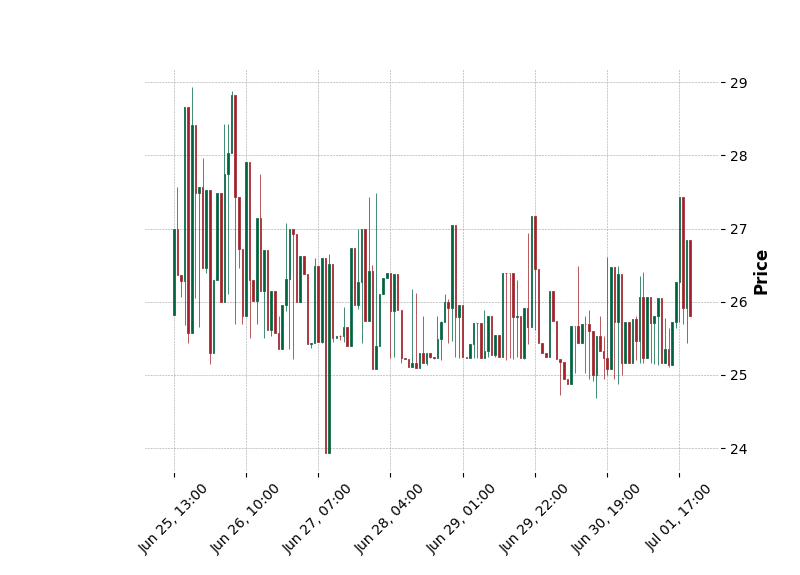 29
28
27
26
25
24
Price
Jun 25, 13:00
Jun 26, 10:00
Jun 27, 07:00
Jun 28, 04:00
Jun 29, 01:00
Jun 29, 22:00
Jun 30, 19:00
Jul 01, 17:00